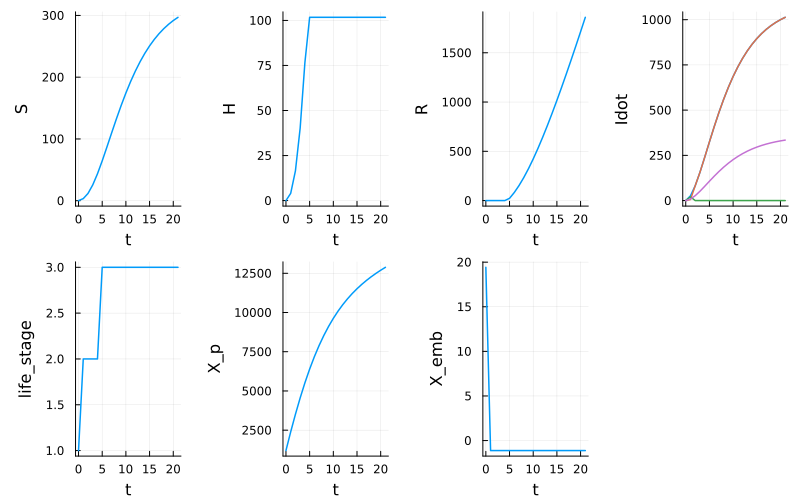 S
300
200
100
0
0 5 10 15 20
t
H
100
75
50
25
0
0 5 10 15 20
t
R
1500
1000
500
0
0 5 10 15 20
t
Idot
1000
750
500
250
0
0 5 10 15 20
t
life_stage
3.0
2.5
2.0
1.5
1.0
0 5 10 15 20
t
X_p
12500
10000
7500
5000
2500
0 5 10 15 20
t
X_emb
20
15
10
5
0
0 5 10 15 20
t